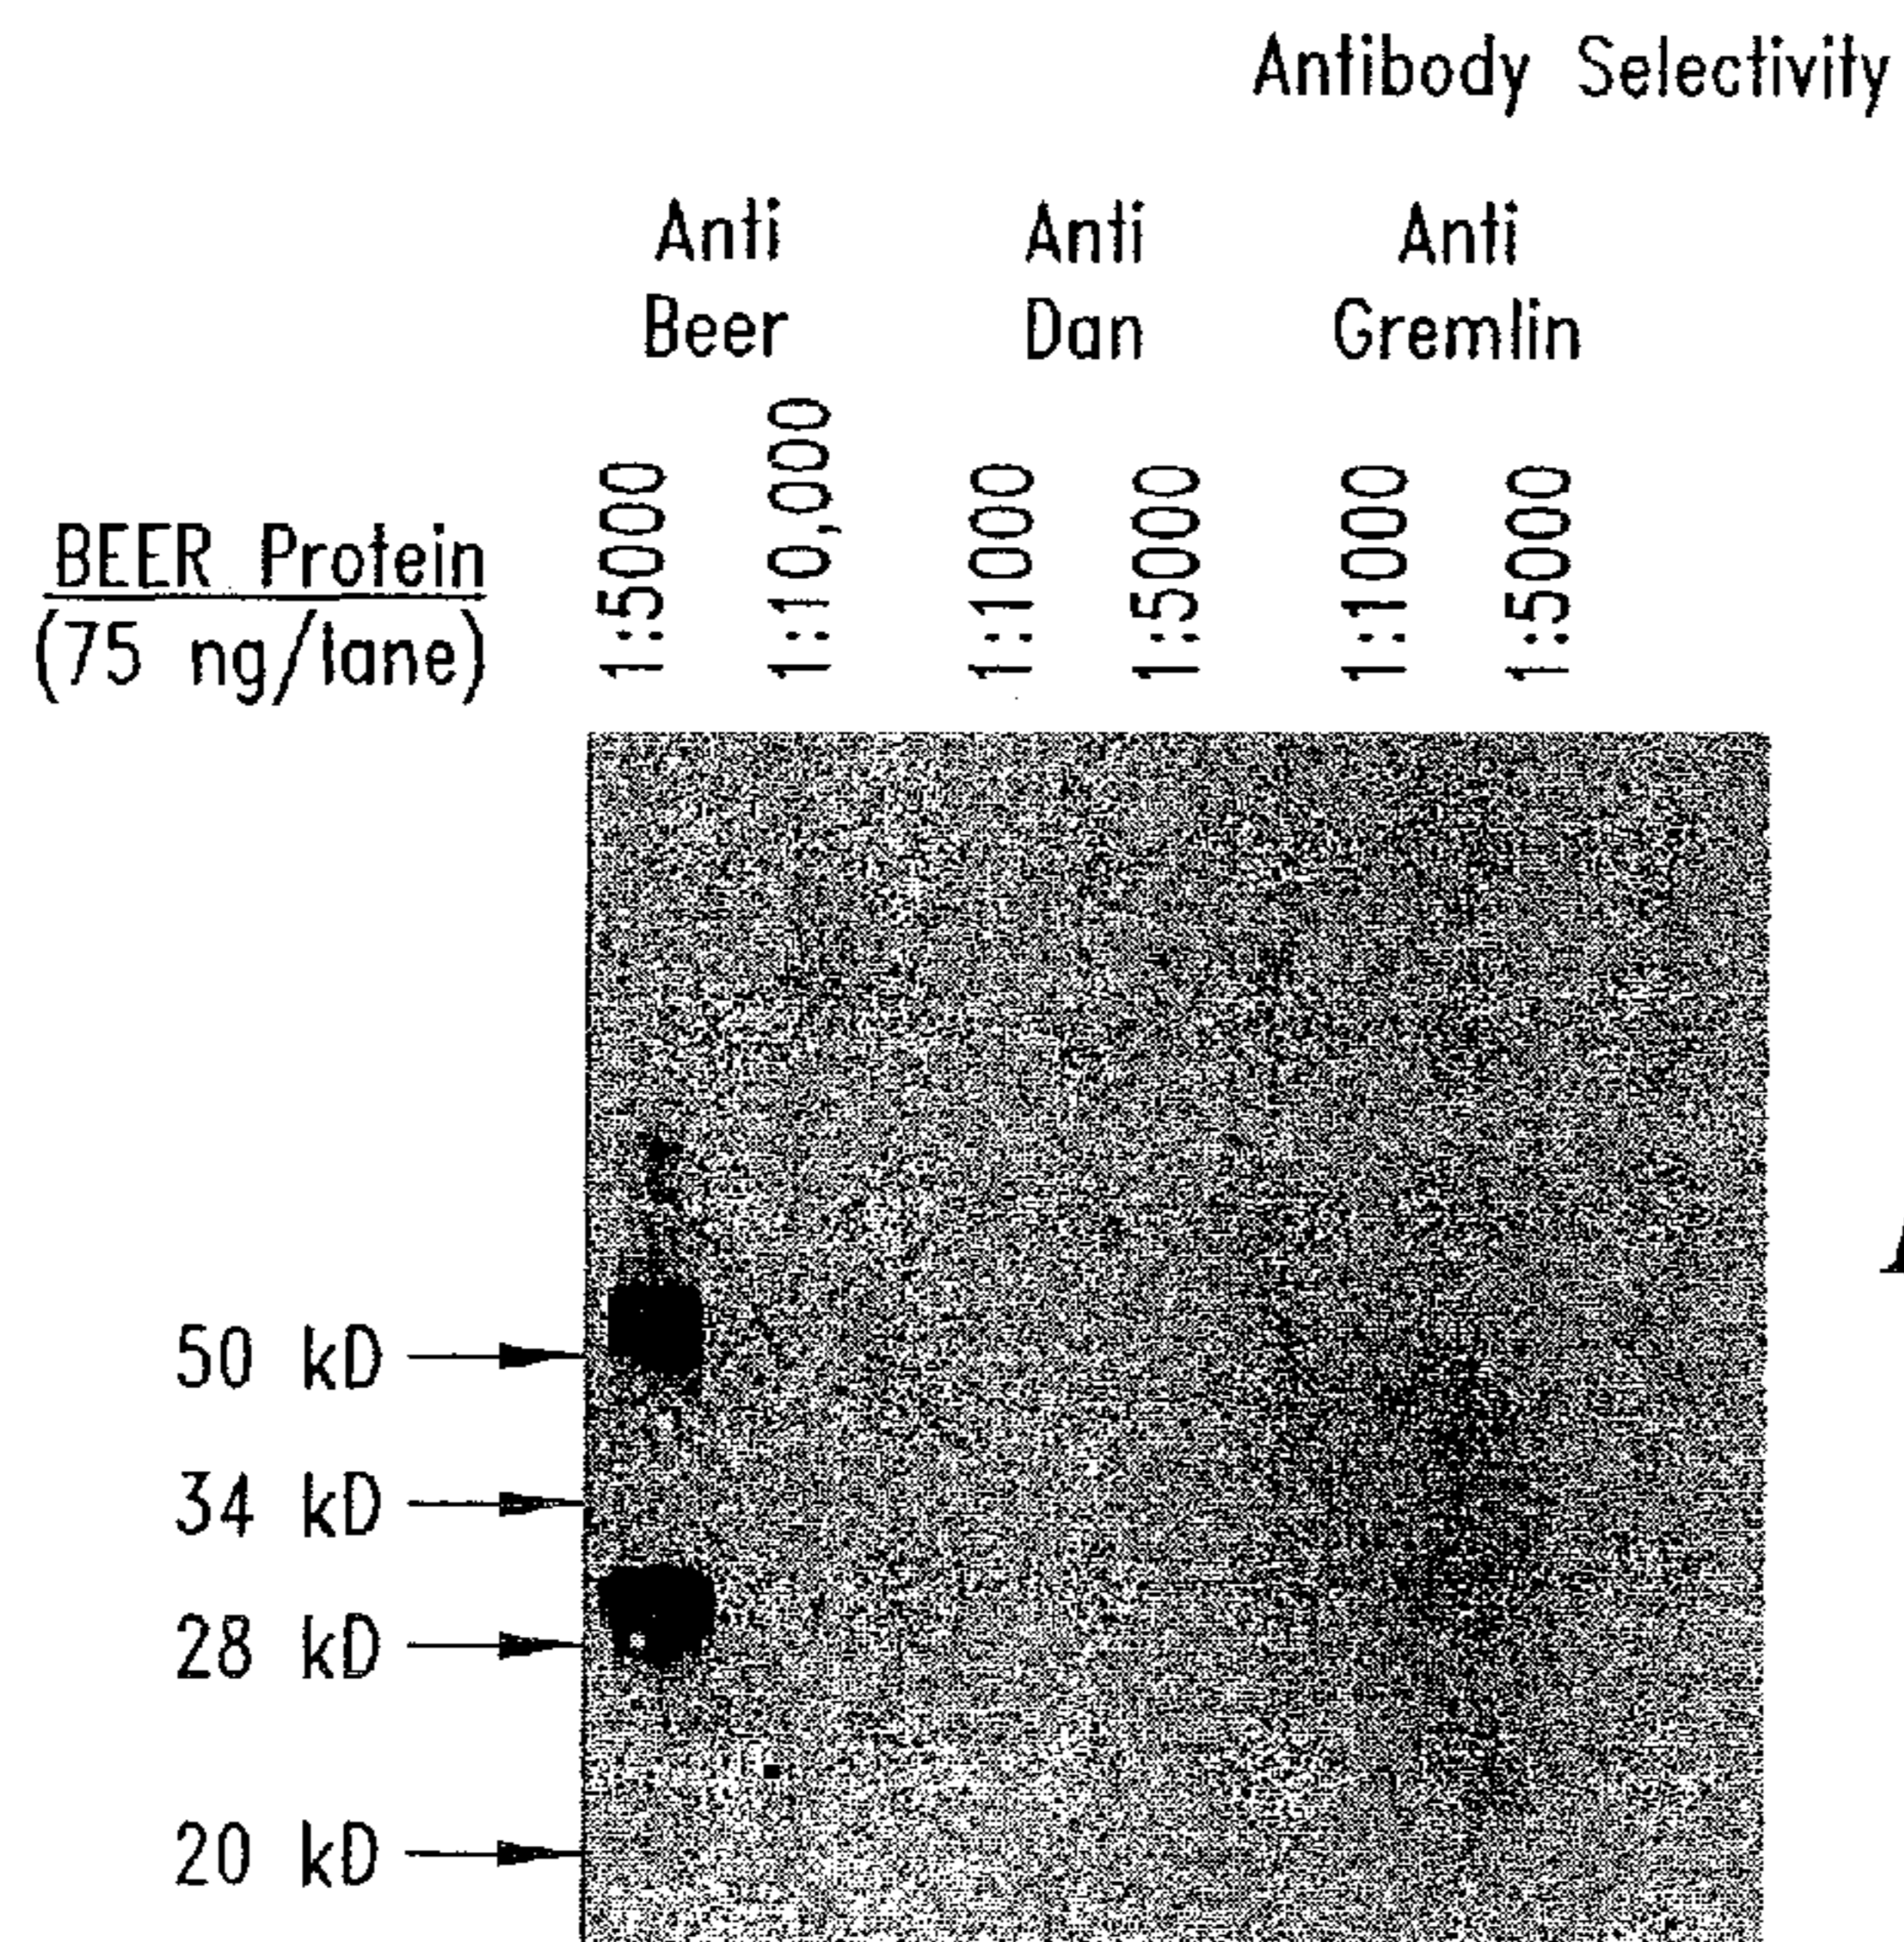 Antibody Selectivity
Anti Anti Anti
Beer Dan Gremlin
BEER Protein
(75 ng/lane)
1:5000 1:10,000 1:1000 1:5000 1:1000 1:5000
50 kD
34 kD
28 kD
20 kD